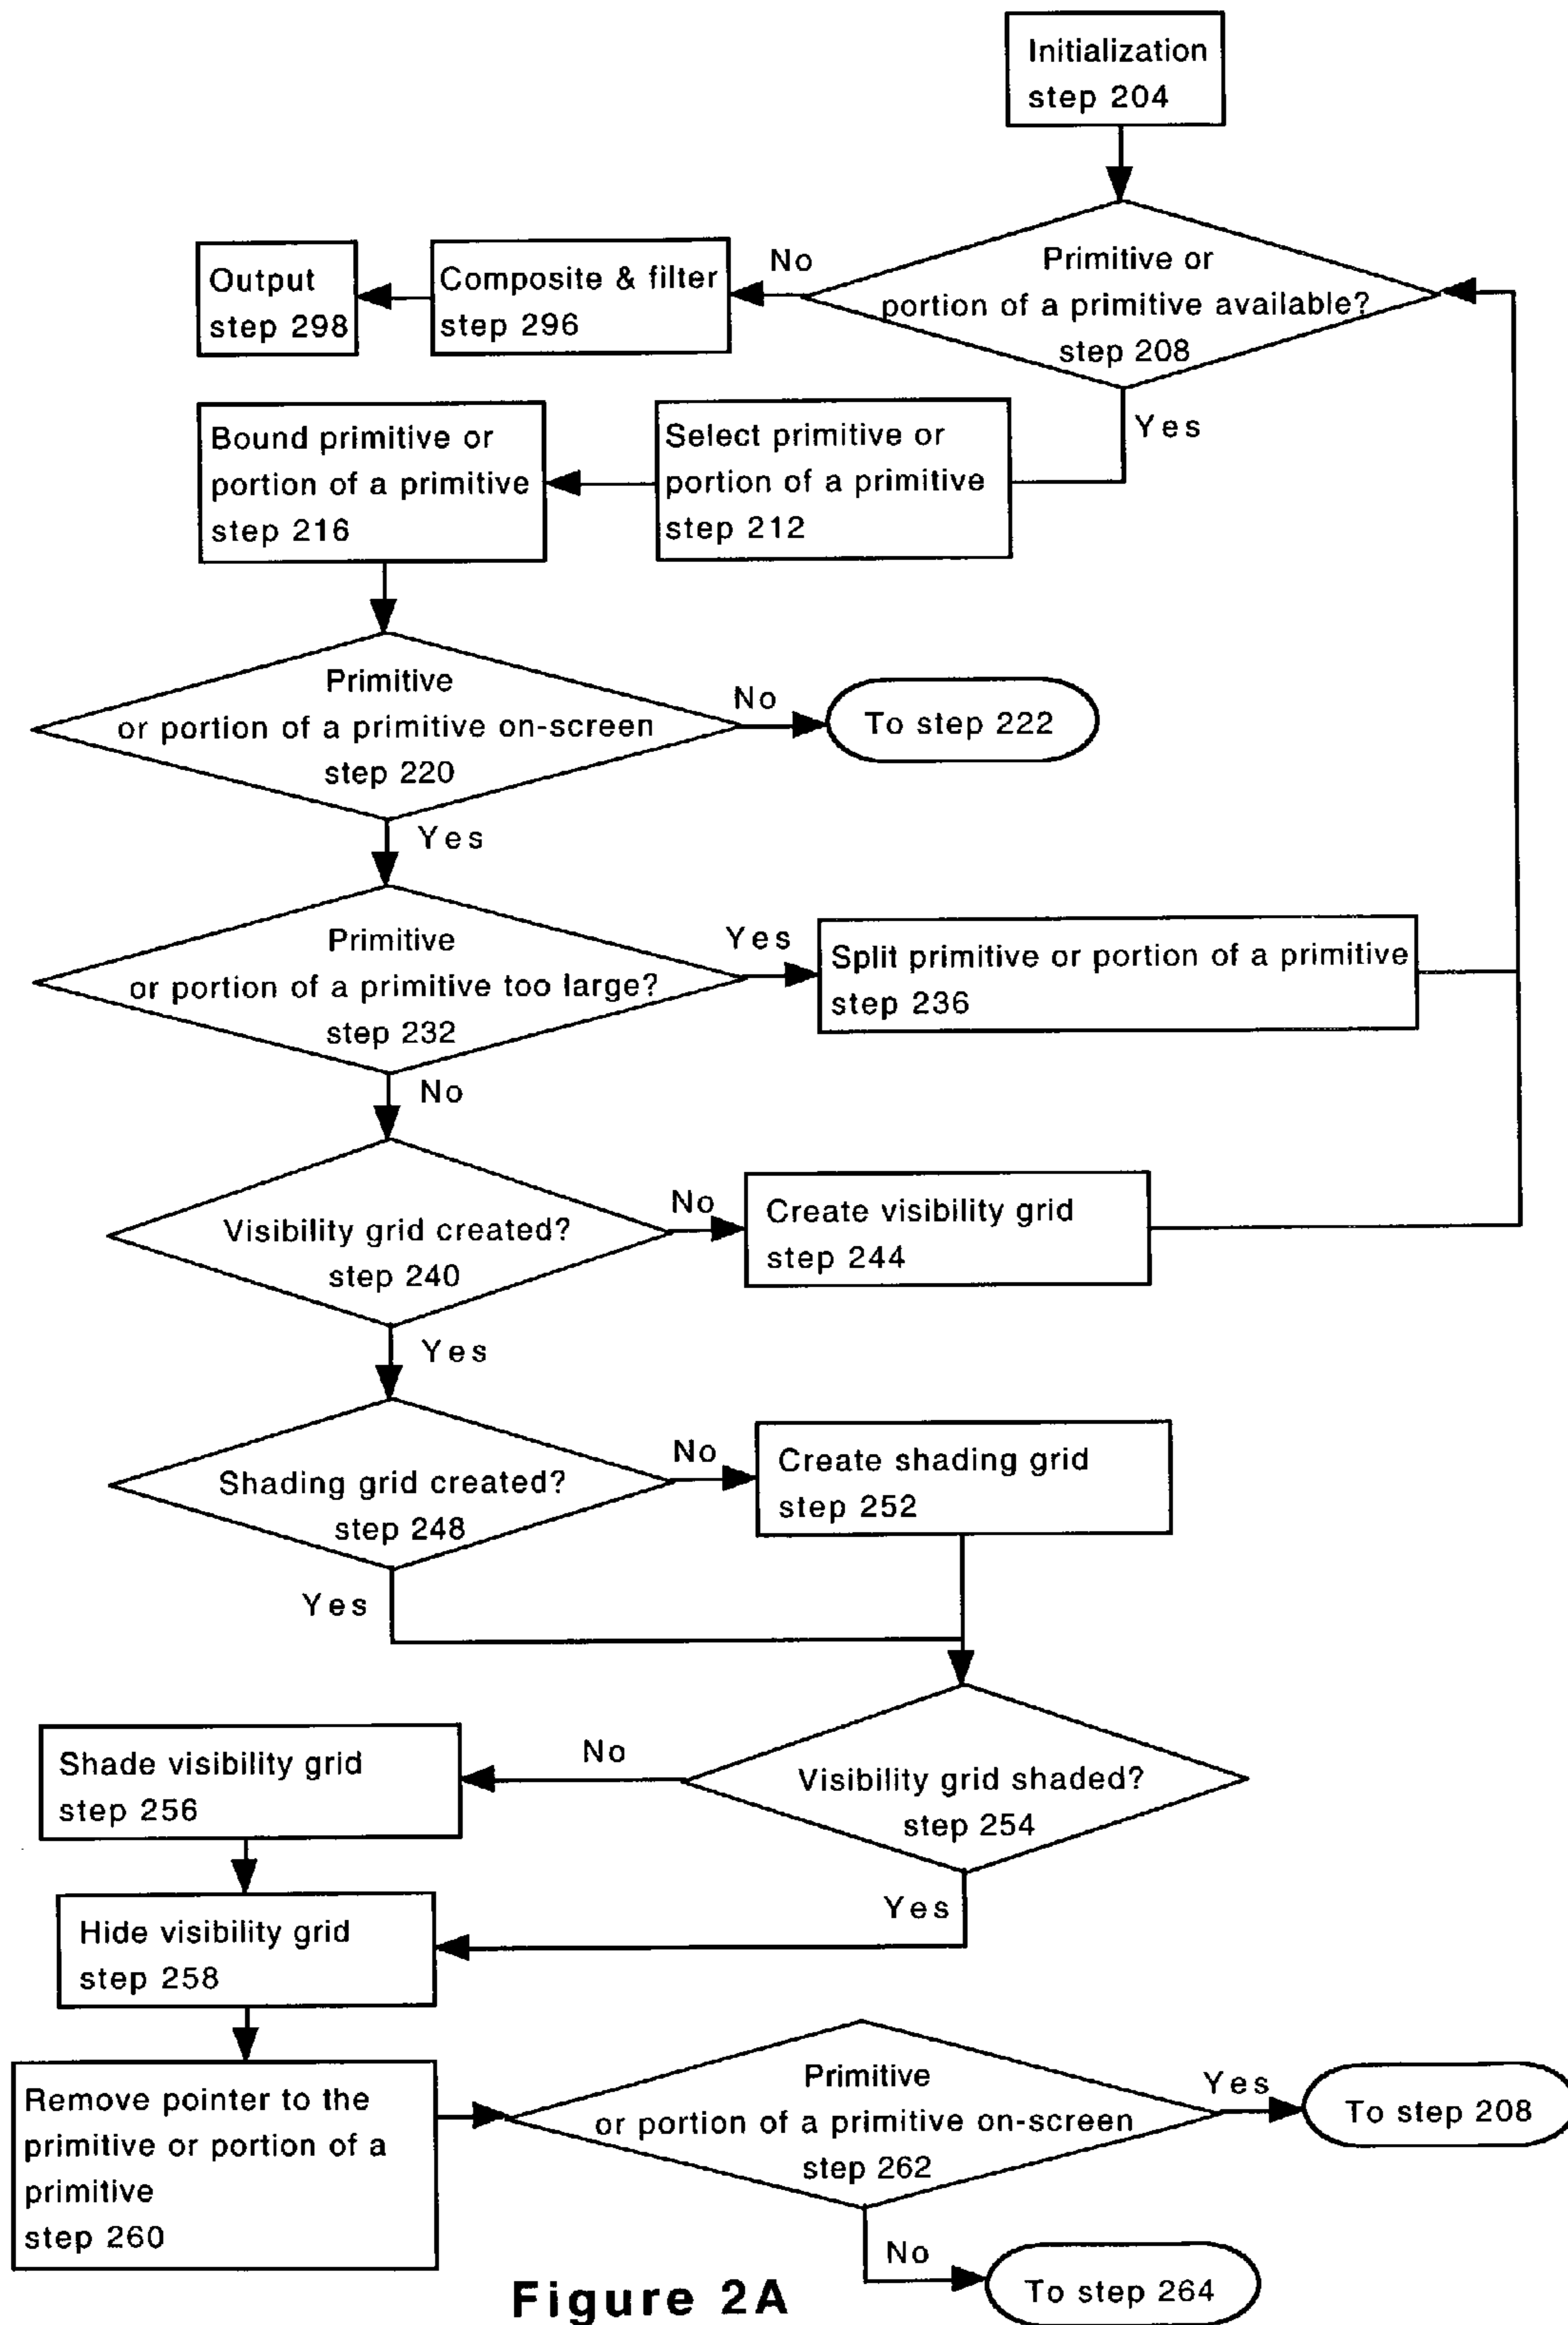 Initialization
step 204
Primitive or
portion of a primitive available?
step 208
No
Composite & filter
step 296
Output
step 298
Yes
Select primitive or
portion of a primitive
step 212
Bound primitive or
portion of a primitive
step 216
Primitive
or portion of a primitive on-screen
step 220
No
To step 222
Yes
Primitive
or portion of a primitive too large?
step 232
Yes
Split primitive or portion of a primitive
step 236
No
Visibility grid created?
step 240
No
Create visibility grid
step 244
Yes
Shading grid created?
step 248
No
Create shading grid
step 252
Yes
Visibility grid shaded?
step 254
No
Shade visibility grid
step 256
Yes
Hide visibility grid
step 258
Remove pointer to the
primitive or portion of a
primitive
step 260
Primitive
or portion of a primitive on-screen
step 262
Yes
To step 208
No
To step 264
Figure 2A